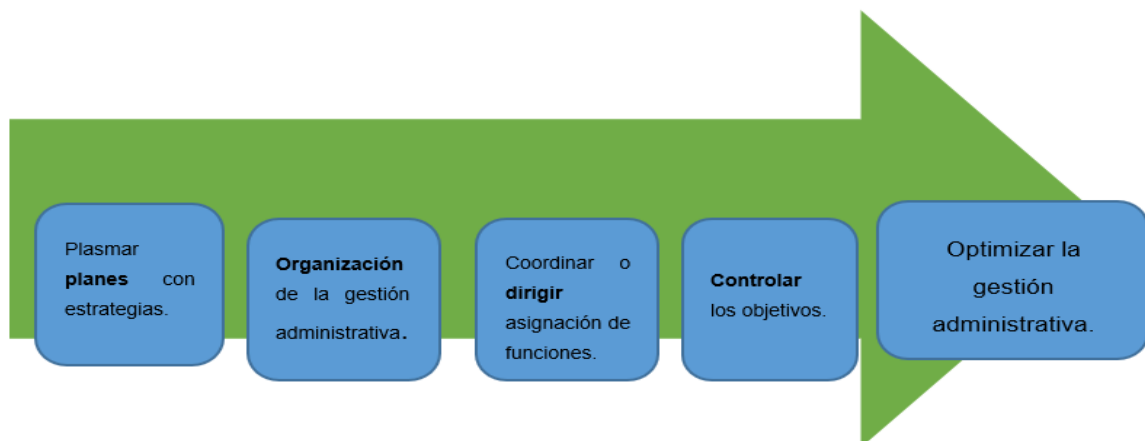 Plasmar
planes con
estrategias.
Organización
de la gestión
administrativa.
Coordinar o
dirigir
asignación de
funciones.
Controlar
los objetivos.
Optimizar la
gestión
administrativa.